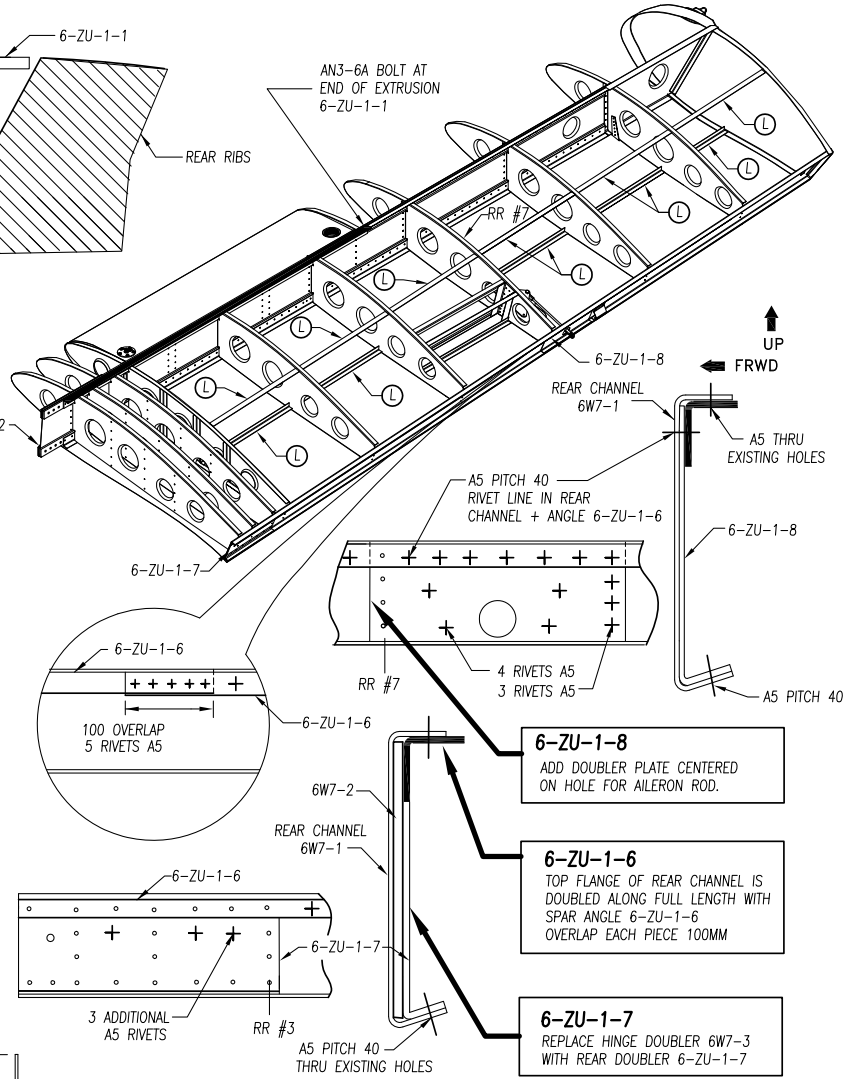 6-ZU-1-1
REAR RIBS
AN3-6A BOLT AT
END OF EXTRUSION
6-ZU-1-1
L
L
L
L
L
L
L
L
L
L
L
RR #7
2
6-ZU-1-7
6-ZU-1-8
UP
FRWD
REAR CHANNEL
6W7-1
A5 THRU
EXISTING HOLES
6-ZU-1-8
A5 PITCH 40
A5 PITCH 40
RIVET LINE IN REAR
CHANNEL + ANGLE 6-ZU-1-6
RR #7
4 RIVETS A5
3 RIVETS A5
6-ZU-1-6
6-ZU-1-6
100 OVERLAP
5 RIVETS A5
6-ZU-1-8
ADD DOUBLER PLATE CENTERED
ON HOLE FOR AILERON ROD.
6W7-2
REAR CHANNEL
6W7-1
6-ZU-1-6
TOP FLANGE OF REAR CHANNEL IS
DOUBLED ALONG FULL LENGTH WITH
SPAR ANGLE 6-ZU-1-6
OVERLAP EACH PIECE 100MM
6-ZU-1-6
6-ZU-1-7
3 ADDITIONAL
A5 RIVETS
RR #3
A5 PITCH 40
THRU EXISTING HOLES
6-ZU-1-7
REPLACE HINGE DOUBLER 6W7-3
WITH REAR DOUBLER 6-ZU-1-7